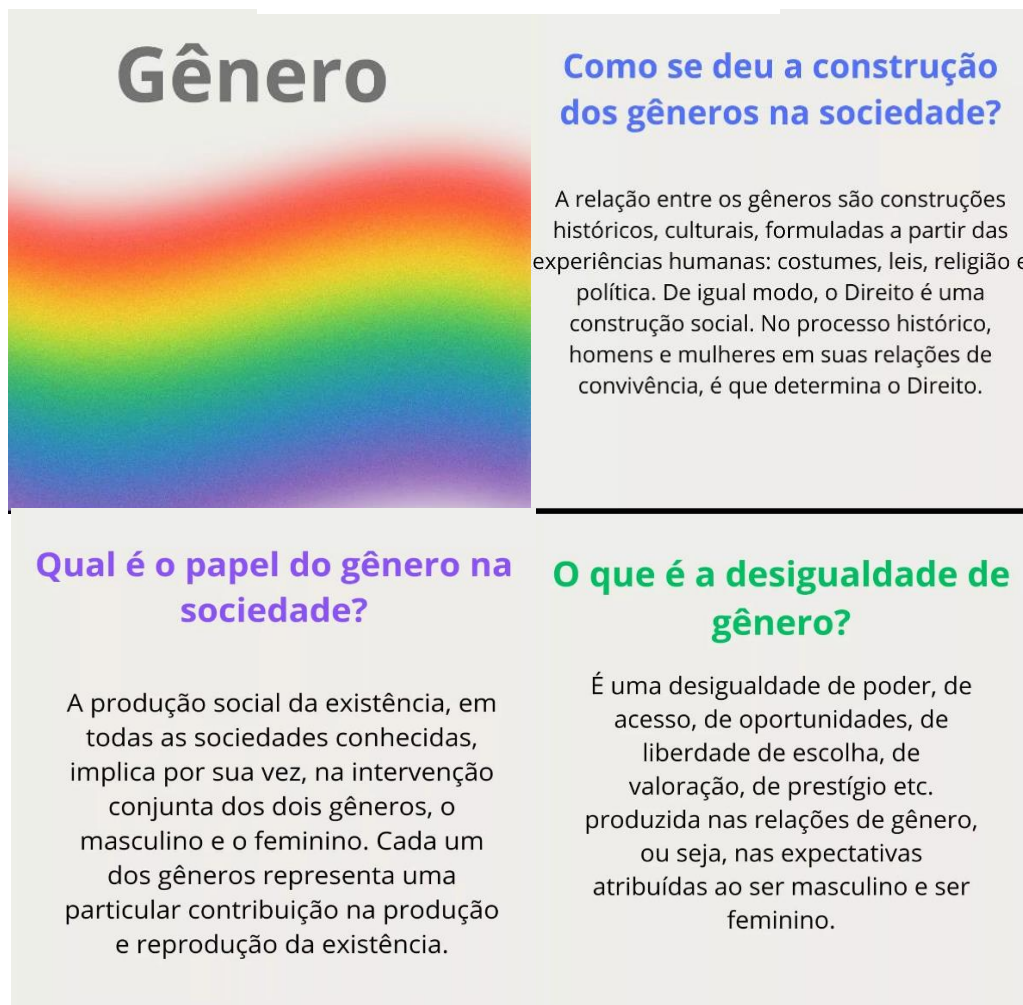 Gênero
Como se deu a construção
dos gêneros na sociedade?
A relação entre os gêneros são construções
históricos, culturais, formuladas a partir das
experiências humanas: costumes, leis, religião e
política. De igual modo, o Direito é uma
construção social. No processo histórico,
homens e mulheres em suas relações de
convivência, é que determina o Direito.
Qual é o papel do gênero na
sociedade?
A produção social da existência, em
todas as sociedades conhecidas,
implica por sua vez, na intervenção
conjunta dos dois gêneros, o
masculino e o feminino. Cada um
dos gêneros representa uma
particular contribuição na produção
e reprodução da existência.
O que é a desigualdade de
gênero?
É uma desigualdade de poder, de
acesso, de oportunidades, de
liberdade de escolha, de
valoração, de prestígio etc.
produzida nas relações de gênero,
ou seja, nas expectativas
atribuídas ao ser masculino e ser
feminino.